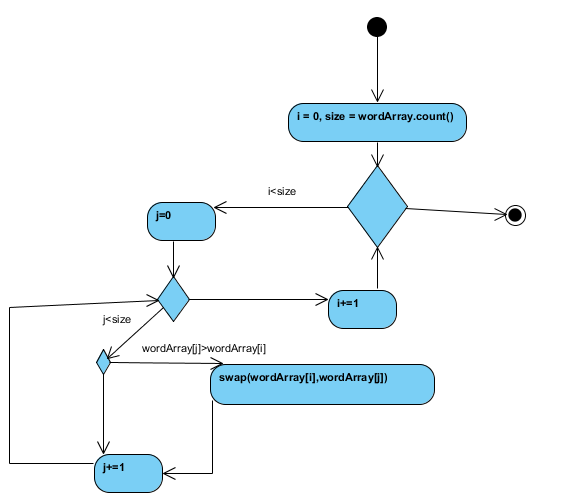 i = 0, size = wordArray.count()
i<size
j=0
i+=1
j<size
wordArray[j]>wordArray[i]
swap(wordArray[i],wordArray[j])
j+=1